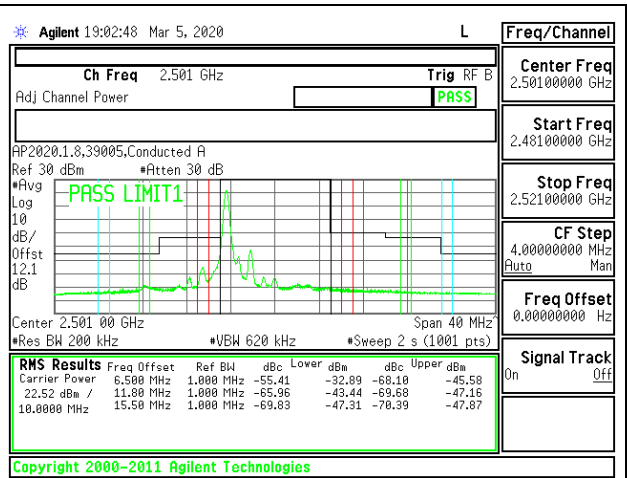 Agilent 19:02:48 Mar 5, 2020 L
Freq/Channel
Ch Freq 2.501 GHz Trig RF B
Adj Channel Power PASS
AP2020.1.8,39005,Conducted A
Ref 30 dBm #Atten 30 dB
#Avg
Log
10
dB/
Offst
12.1
dB
PASS LIMIT1
Center 2.501 00 GHz Span 40 MHz^
#Res BW 200 kHz #VBW 620 kHz #Sweep 2 s (1001 pts)
RMS Results Freq Offset Ref BW dBc Lower dBm dBc Upper dBm
Carrier Power 6.500 MHz 1.000 MHz -55.41 -32.89 -68.10 -45.58
22.52 dBm / 11.80 MHz 1.000 MHz -65.96 -43.44 -69.68 -47.16
10.0000 MHz 15.50 MHz 1.000 MHz -69.83 -47.31 -70.39 -47.87
Copyright 2000-2011 Agilent Technologies
Center Freq
2.50100000 GHz
Start Freq
2.48100000 GHz
Stop Freq
2.52100000 GHz
CF Step
4.00000000 MHz
Auto Man
Freq Offset
0.00000000 Hz
Signal Track
On Off